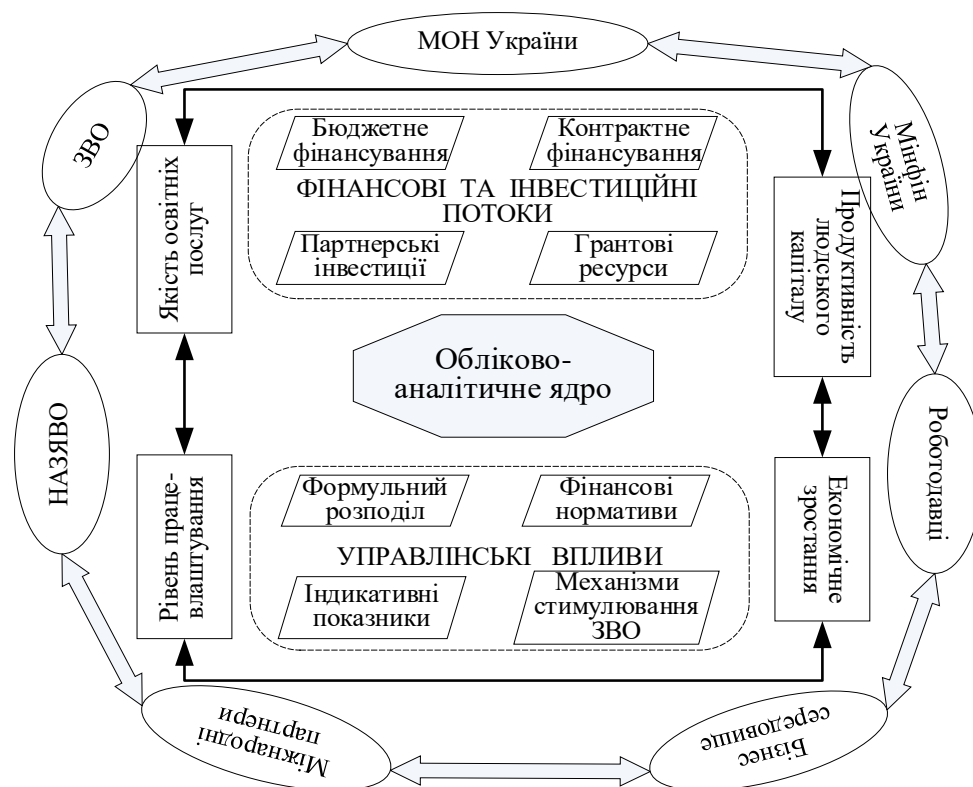 МОН України
ЗВО
Мінфін
України
Бюджетне
фінансування
Контрактне
фінансування
ФІНАНСОВІ ТА ІНВЕСТИЦІЙНІ
ПОТОКИ
Партнерські
інвестиції
Грантові
ресурси
Якість освітніх
послуг
Продуктивність
людського
капіталу
Обліково-
аналітичне ядро
НАЗЯВО
Роботодавці
Рівень праце-
влаштування
Економічне
зростання
Формульний
розподіл
Фінансові
нормативи
УПРАВЛІНСЬКІ ВПЛИВИ
Індикативні
показники
Механізми
стимулювання
ЗВО
Міжнародні
партнери
Бізнес
середовище